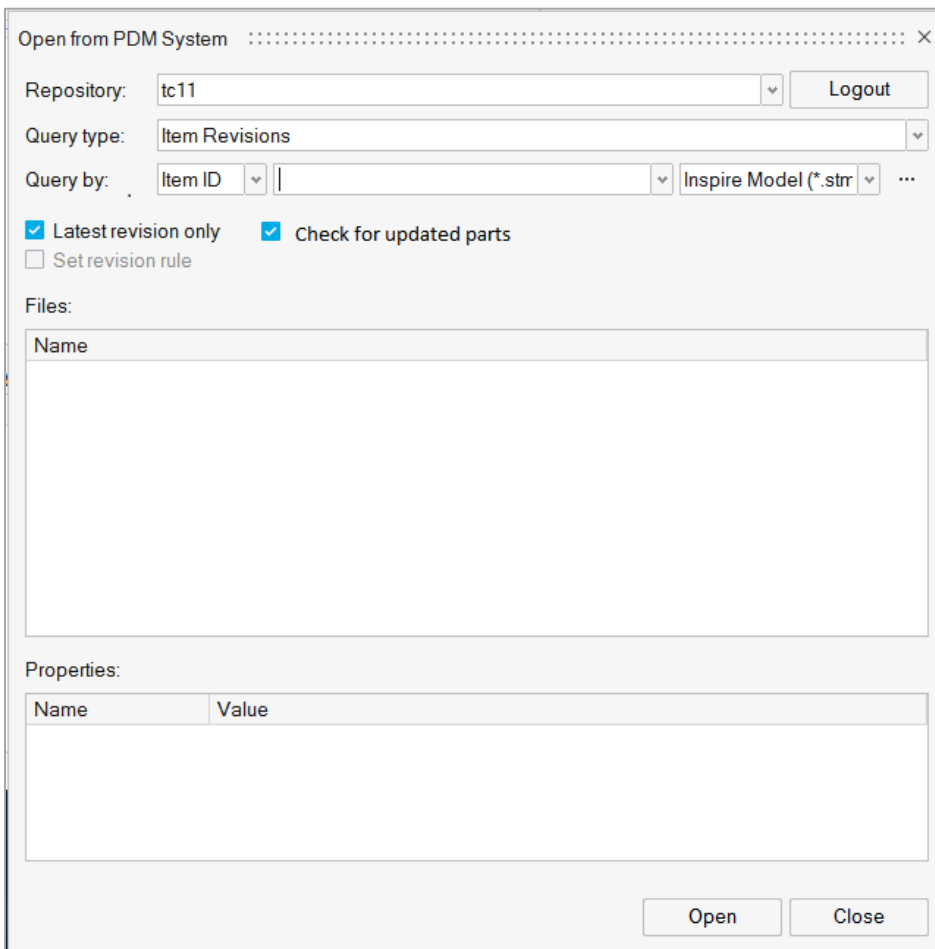 Open from PDM System
Repository: tc11 Logout
Query type: Item Revisions
Query by: Item ID Inspire Model (*.stm ...
Latest revision only Check for updated parts
Set revision rule
Files:
Name
Properties:
Name Value
Open Close